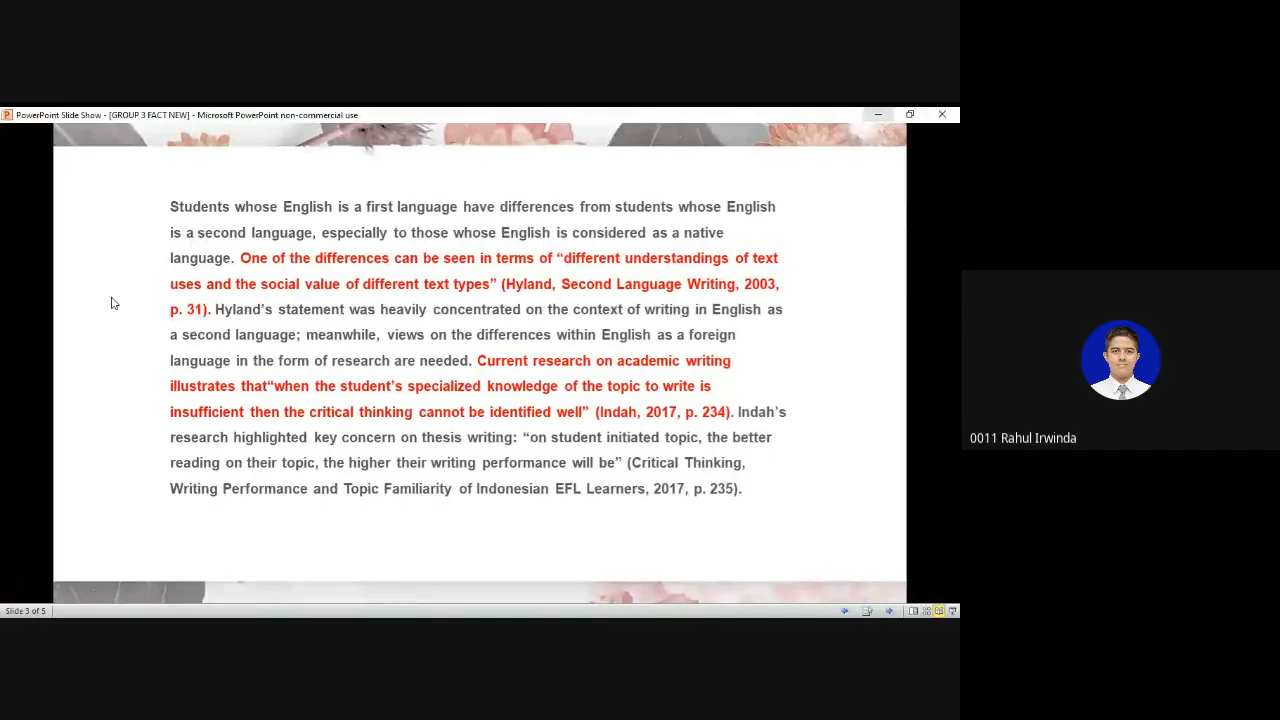 PowerPoint Slide Show - [GROUP 3 FACT NEW] - Microsoft PowerPoint non-commercial use
Students whose English is a first language have differences from students whose English
is a second language, especially to those whose English is considered as a native
language. One of the differences can be seen in terms of “different understandings of text
uses and the social value of different text types” (Hyland, Second Language Writing, 2003,
p. 31). Hyland’s statement was heavily concentrated on the context of writing in English as
a second language; meanwhile, views on the differences within English as a foreign
language in the form of research are needed. Current research on academic writing
illustrates that“when the student’s specialized knowledge of the topic to write is
insufficient then the critical thinking cannot be identified well” (Indah, 2017, p. 234). Indah’s
research highlighted key concern on thesis writing: “on student initiated topic, the better
reading on their topic, the higher their writing performance will be” (Critical Thinking,
Writing Performance and Topic Familiarity of Indonesian EFL Learners, 2017, p. 235).
0011 Rahul Irwinda
Slide 3 of 5